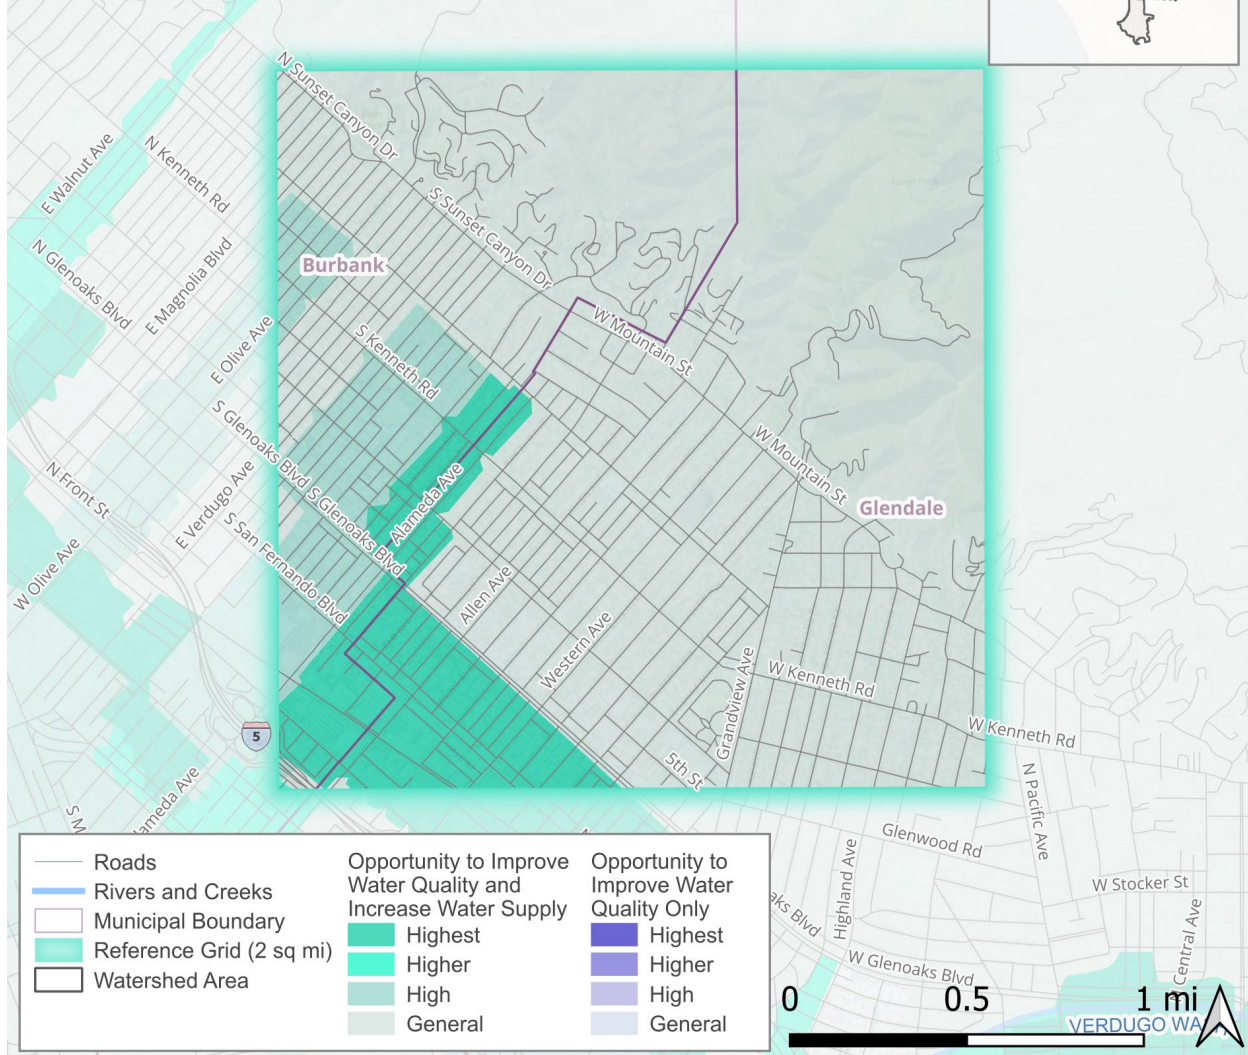 N Sunset Canyon Dr
E Walnut Ave
N Kenneth Rd
S Sunset Canyon Dr
N Glenoaks Blvd
E Magnolia Blvd
Burbank
E Olive Ave
S Kenneth Rd
W Mountain St
S Glenoaks Blvd
S Glenoaks Blvd
N Front St
E Verdugo Ave
Alameda Ave
W Mountain St
Glendale
S San Fernando Blvd
W Olive Ave
Allen Ave
Western Ave
Grandview Ave
W Kenneth Rd
W Kenneth Rd
5
5th St
N Pacific Ave
Alameda Ave
S M
Glenwood Rd
Highland Ave
W Stocker St
aks Blvd
W Glenoaks Blvd
W Central Ave
VERDUGO WA
Roads
Rivers and Creeks
Municipal Boundary
Reference Grid (2 sq mi)
Watershed Area
Opportunity to Improve
Water Quality and
Increase Water Supply
Highest
Higher
High
General
Opportunity to
Improve Water
Quality Only
Highest
Higher
High
General
0 0.5 1 mi